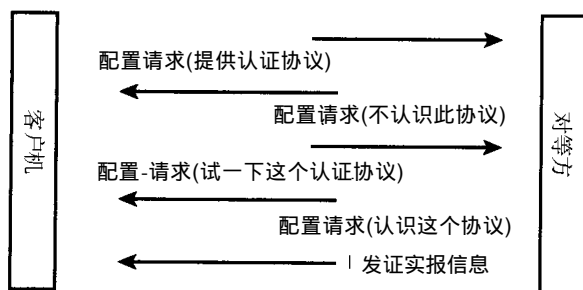 配置请求(提供认证协议)
配置请求(不认识此协议)
客户机
对等方
配置-请求(试一下这个认证协议)
配置请求(认识这个协议)
发证实报信息